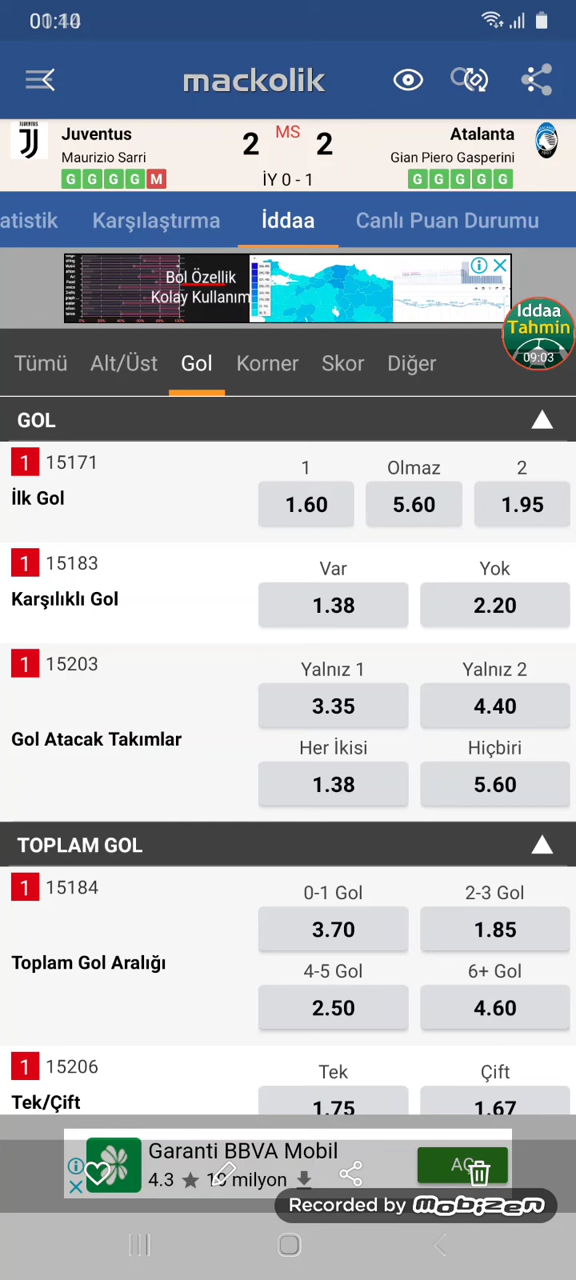 mackolik
JUVENTUS
Juventus
2 MS 2
Atalanta
Maurizio Sarri
Gian Piero Gasperini
G G G G M
İY 0 - 1
G G G G G
atistik Karşılaştırma İddaa Canlı Puan Durumu
Bol Özellik
Kolay Kullanım
Iddaa
Tahmin
09:03
Tümü Alt/Üst Gol Korner Skor Diğer
GOL
1 15171
1 Olmaz 2
İlk Gol
1.60 5.60 1.95
1 15183
Var Yok
Karşılıklı Gol
1.38 2.20
1 15203
Yalnız 1 Yalnız 2
3.35 4.40
Gol Atacak Takımlar
Her İkisi Hiçbiri
1.38 5.60
TOPLAM GOL
1 15184
0-1 Gol 2-3 Gol
3.70 1.85
Toplam Gol Aralığı
4-5 Gol 6+ Gol
2.50 4.60
1 15206
Tek Çift
Tek/Çift
1.75 1.67
Garanti BBVA Mobil
4.3 ★ 10 milyon
Recorded by mobizen